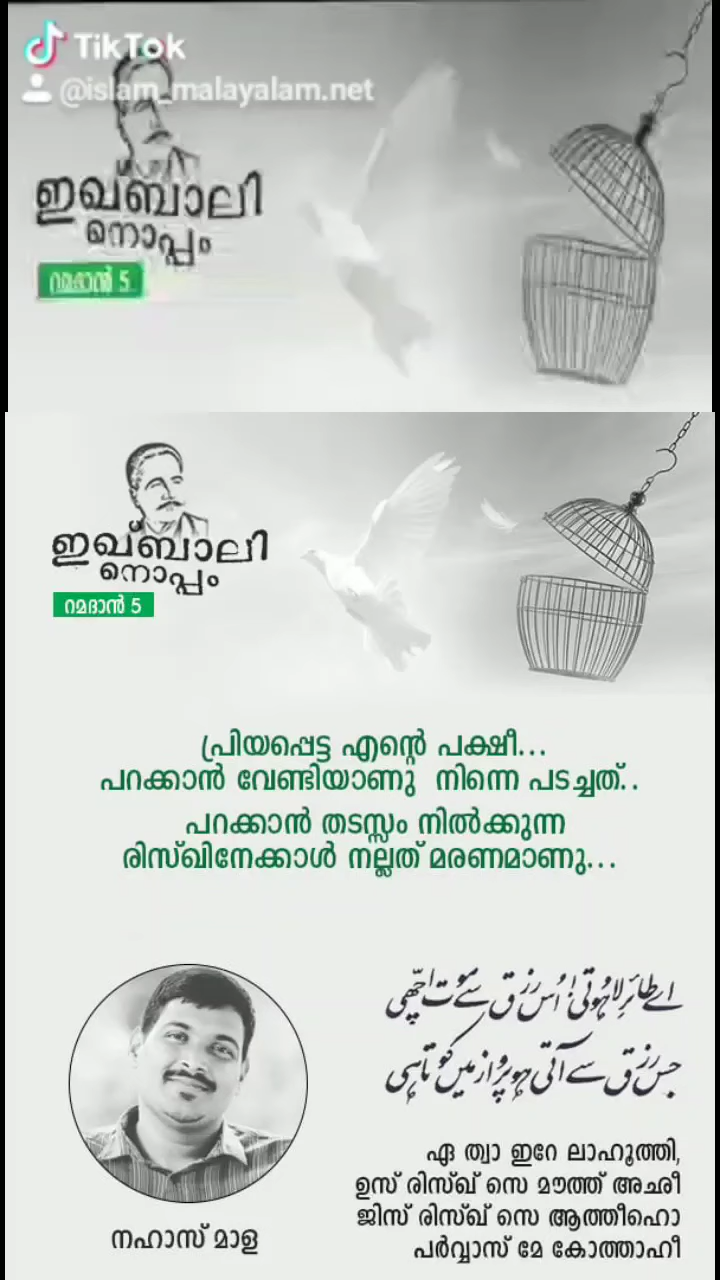 TikTok
@islam_malayalam.net
ഇഖ്ബാലി
നൊപ്പം
റമദാൻ 5
ഇഖ്ബാലി
നൊപ്പം
റമദാൻ 5
പ്രിയപ്പെട്ട എന്റെ പക്ഷീ...
പറക്കാൻ വേണ്ടിയാണു നിന്നെ പടച്ചത്..
പറക്കാൻ തടസ്സം നിൽക്കുന്ന
രിസ്ഖിനേക്കാൾ നല്ലത് മരണമാണു...
اے طائرِ لاہوتی! اُس رزق سے موت اچھی
جس رزق سے آتی ہو پرواز میں کوتاہی
ഏ ത്വാ ഇറേ ലാഹൂത്തി,
ഉസ് രിസ്ഖ് സെ മൗത്ത് അഛീ
ജിസ് രിസ്ഖ് സെ ആത്തീഹൊ
പർവ്വാസ് മേ കോത്താഹീ
നഹാസ് മാള